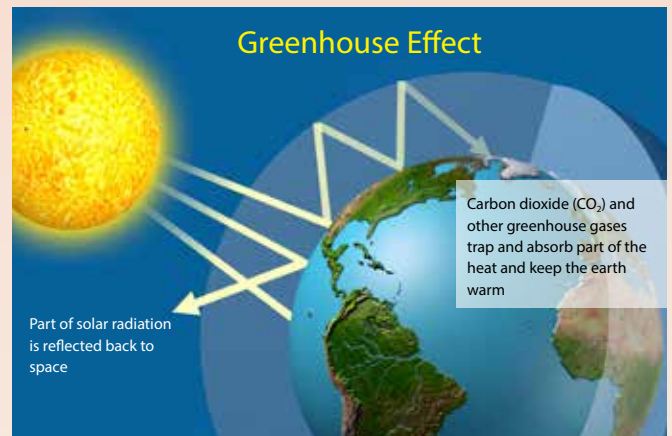 Greenhouse Effect
Carbon dioxide (CO₂) and
other greenhouse gases
trap and absorb part of the
heat and keep the earth
warm
Part of solar radiation
is reflected back to
space